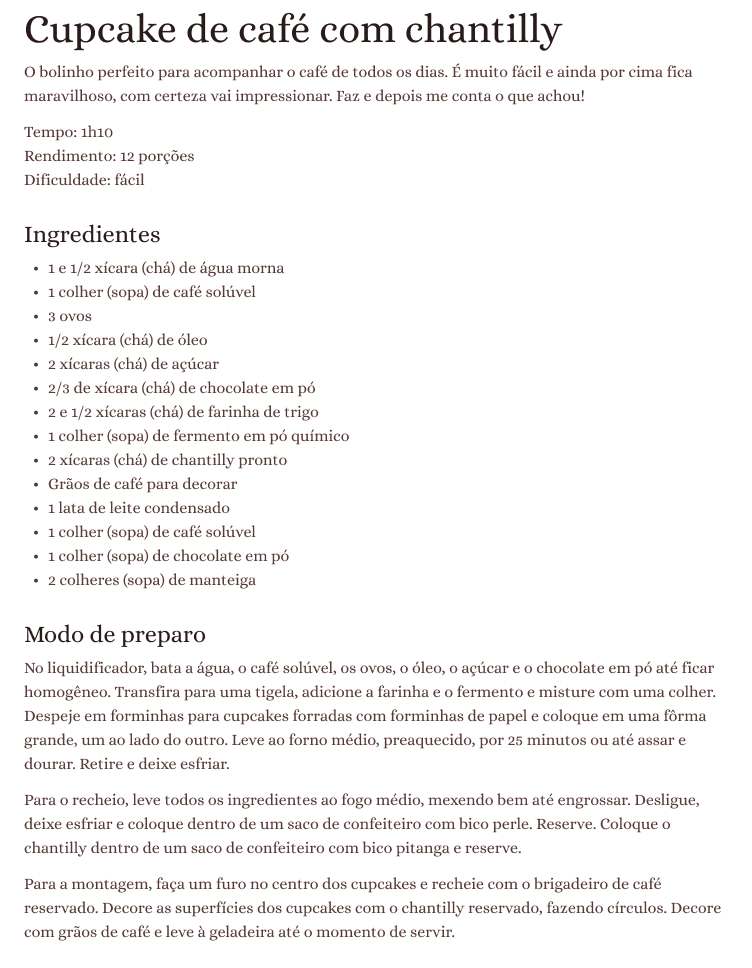 Cupcake de café com chantilly
O bolinho perfeito para acompanhar o café de todos os dias. É muito fácil e ainda por cima fica
maravilhoso, com certeza vai impressionar. Faz e depois me conta o que achou!
Tempo: 1h10
Rendimento: 12 porções
Dificuldade: fácil
Ingredientes
• 1 e 1/2 xícara (chá) de água morna
• 1 colher (sopa) de café solúvel
• 3 ovos
• 1/2 xícara (chá) de óleo
• 2 xícaras (chá) de açúcar
• 2/3 de xícara (chá) de chocolate em pó
• 2 e 1/2 xícaras (chá) de farinha de trigo
• 1 colher (sopa) de fermento em pó químico
• 2 xícaras (chá) de chantilly pronto
• Grãos de café para decorar
• 1 lata de leite condensado
• 1 colher (sopa) de café solúvel
• 1 colher (sopa) de chocolate em pó
• 2 colheres (sopa) de manteiga
Modo de preparo
No liquidificador, bata a água, o café solúvel, os ovos, o óleo, o açúcar e o chocolate em pó até ficar
homogêneo. Transfira para uma tigela, adicione a farinha e o fermento e misture com uma colher.
Despeje em forminhas para cupcakes forradas com forminhas de papel e coloque em uma fôrma
grande, um ao lado do outro. Leve ao forno médio, preaquecido, por 25 minutos ou até assar e
dourar. Retire e deixe esfriar.
Para o recheio, leve todos os ingredientes ao fogo médio, mexendo bem até engrossar. Desligue,
deixe esfriar e coloque dentro de um saco de confeiteiro com bico perle. Reserve. Coloque o
chantilly dentro de um saco de confeiteiro com bico pitanga e reserve.
Para a montagem, faça um furo no centro dos cupcakes e recheie com o brigadeiro de café
reservado. Decore as superfícies dos cupcakes com o chantilly reservado, fazendo círculos. Decore
com grãos de café e leve à geladeira até o momento de servir.